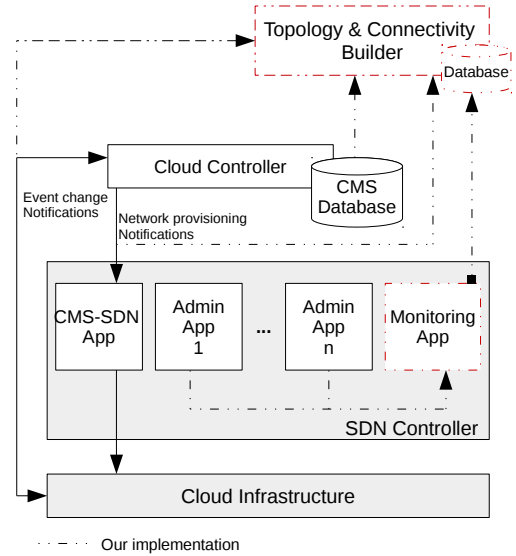 Topology & Connectivity
Builder
Database
Cloud Controller
CMS
Database
Event change
Notifications
Network provisioning
Notifications
CMS-SDN
App
Admin
App
1
...
Admin
App
n
Monitoring
App
SDN Controller
Cloud Infrastructure
Our implementation